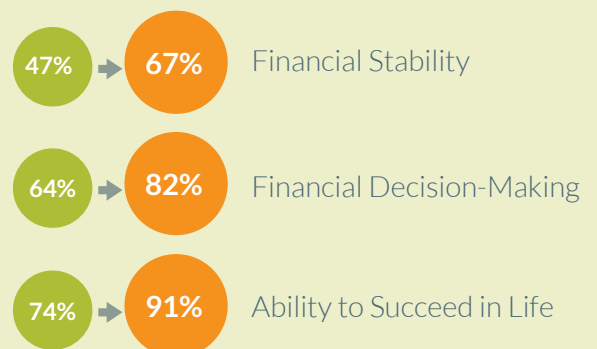 47% 67% Financial Stability
64% 82% Financial Decision-Making
74% 91% Ability to Succeed in Life